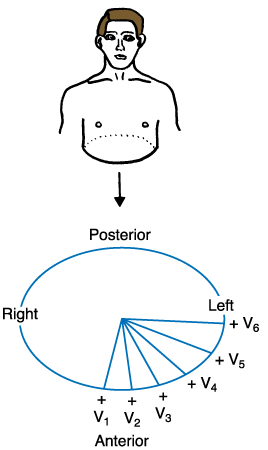 Posterior
Right
Left
+ V6
+ V5
+ V4
+ V3
+ V2
+ V1
Anterior